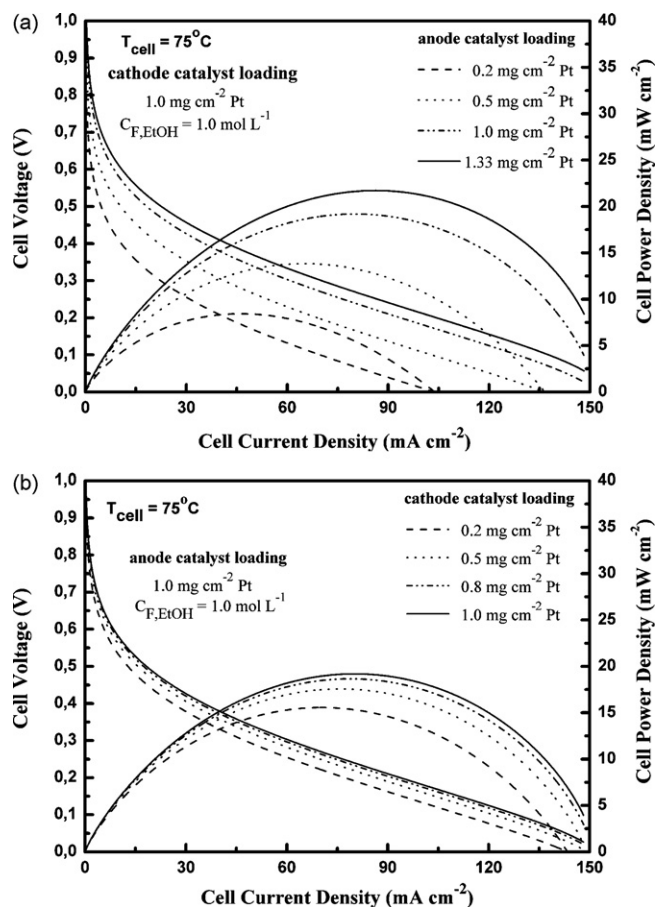 (a)
T_cell = 75°C
cathode catalyst loading
1.0 mg cm⁻² Pt
C_F,EtOH = 1.0 mol L⁻¹
anode catalyst loading
0.2 mg cm⁻² Pt
0.5 mg cm⁻² Pt
1.0 mg cm⁻² Pt
1.33 mg cm⁻² Pt
Cell Voltage (V)
1,0
0,9
0,8
0,7
0,6
0,5
0,4
0,3
0,2
0,1
0,0
Cell Power Density (mW cm⁻²)
40
35
30
25
20
15
10
5
0
0 30 60 90 120 150
Cell Current Density (mA cm⁻²)
(b)
T_cell = 75°C
anode catalyst loading
1.0 mg cm⁻² Pt
C_F,EtOH = 1.0 mol L⁻¹
cathode catalyst loading
0.2 mg cm⁻² Pt
0.5 mg cm⁻² Pt
0.8 mg cm⁻² Pt
1.0 mg cm⁻² Pt
Cell Voltage (V)
1,0
0,9
0,8
0,7
0,6
0,5
0,4
0,3
0,2
0,1
0,0
Cell Power Density (mW cm⁻²)
40
35
30
25
20
15
10
5
0
0 30 60 90 120 150
Cell Current Density (mA cm⁻²)